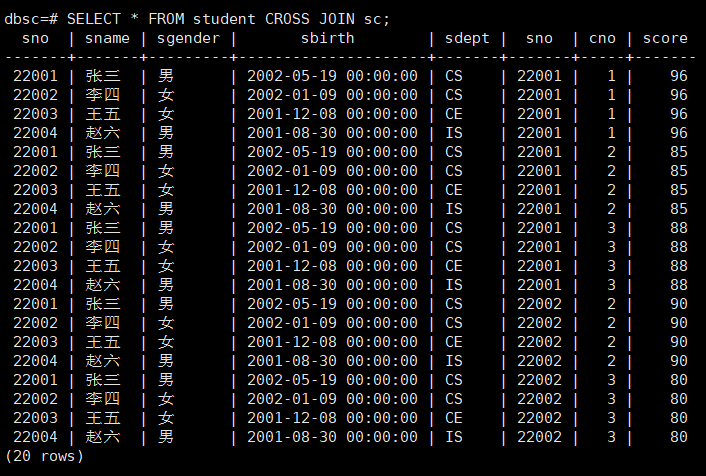 dbsc=# SELECT * FROM student CROSS JOIN sc;
  sno  | sname | sgender |       sbirth        | sdept |  sno  | cno | score
-------+-------+---------+---------------------+-------+-------+-----+-------
 22001 | 张三  | 男      | 2002-05-19 00:00:00 | CS    | 22001 |   1 |    96
 22002 | 李四  | 女      | 2002-01-09 00:00:00 | CS    | 22001 |   1 |    96
 22003 | 王五  | 女      | 2001-12-08 00:00:00 | CE    | 22001 |   1 |    96
 22004 | 赵六  | 男      | 2001-08-30 00:00:00 | IS    | 22001 |   1 |    96
 22001 | 张三  | 男      | 2002-05-19 00:00:00 | CS    | 22001 |   2 |    85
 22002 | 李四  | 女      | 2002-01-09 00:00:00 | CS    | 22001 |   2 |    85
 22003 | 王五  | 女      | 2001-12-08 00:00:00 | CE    | 22001 |   2 |    85
 22004 | 赵六  | 男      | 2001-08-30 00:00:00 | IS    | 22001 |   2 |    85
 22001 | 张三  | 男      | 2002-05-19 00:00:00 | CS    | 22001 |   3 |    88
 22002 | 李四  | 女      | 2002-01-09 00:00:00 | CS    | 22001 |   3 |    88
 22003 | 王五  | 女      | 2001-12-08 00:00:00 | CE    | 22001 |   3 |    88
 22004 | 赵六  | 男      | 2001-08-30 00:00:00 | IS    | 22001 |   3 |    88
 22001 | 张三  | 男      | 2002-05-19 00:00:00 | CS    | 22002 |   2 |    90
 22002 | 李四  | 女      | 2002-01-09 00:00:00 | CS    | 22002 |   2 |    90
 22003 | 王五  | 女      | 2001-12-08 00:00:00 | CE    | 22002 |   2 |    90
 22004 | 赵六  | 男      | 2001-08-30 00:00:00 | IS    | 22002 |   2 |    90
 22001 | 张三  | 男      | 2002-05-19 00:00:00 | CS    | 22002 |   3 |    80
 22002 | 李四  | 女      | 2002-01-09 00:00:00 | CS    | 22002 |   3 |    80
 22003 | 王五  | 女      | 2001-12-08 00:00:00 | CE    | 22002 |   3 |    80
 22004 | 赵六  | 男      | 2001-08-30 00:00:00 | IS    | 22002 |   3 |    80
(20 rows)